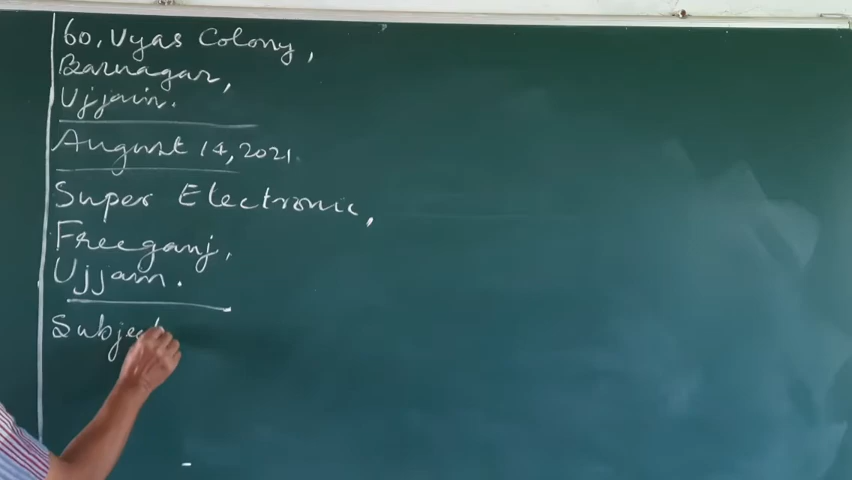 60, Vyas Colony,
Barnagar,
Ujjain.
August 14, 2021.
Super Electronic,
Freeganj,
Ujjain.
Subject